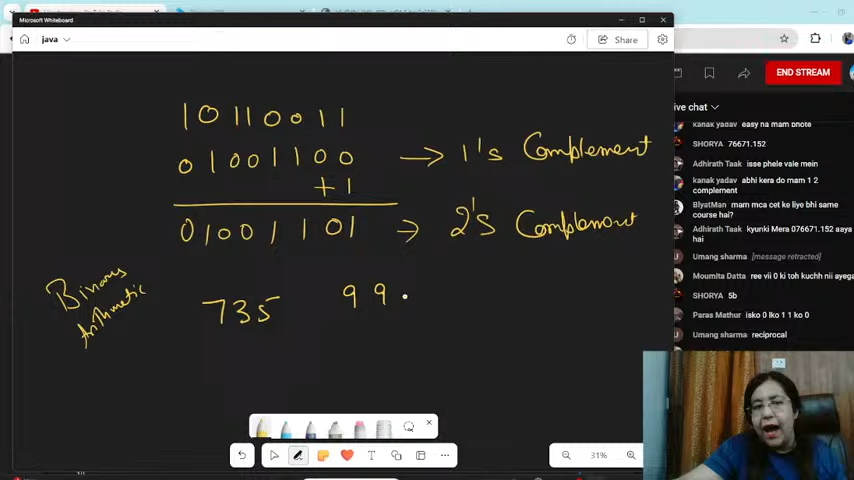 Microsoft Whiteboard
java
Share
END STREAM
10110011
01001100 → 1's Complement
+1
01001101 → 2's Complement
Binary
Arithmetic
735 99
31%
live chat
kanak yadav easy na mam bhote
SHORYA 76671.152
Adhirath Taak isse phele vale mein
kanak yadav abhi kera do mam 1 2
complement
BlyatMan mam mca cet ke liye bhi same
course hai?
Adhirath Taak kyunki Mera 076671.152 aaya
hai
Umang sharma [message retracted]
Moumita Datta ree vii 0 ki toh kuchh nii ayega
SHORYA 5b
Paras Mathur isko 0 lko 1 1 ko 0
Umang sharma reciprocal